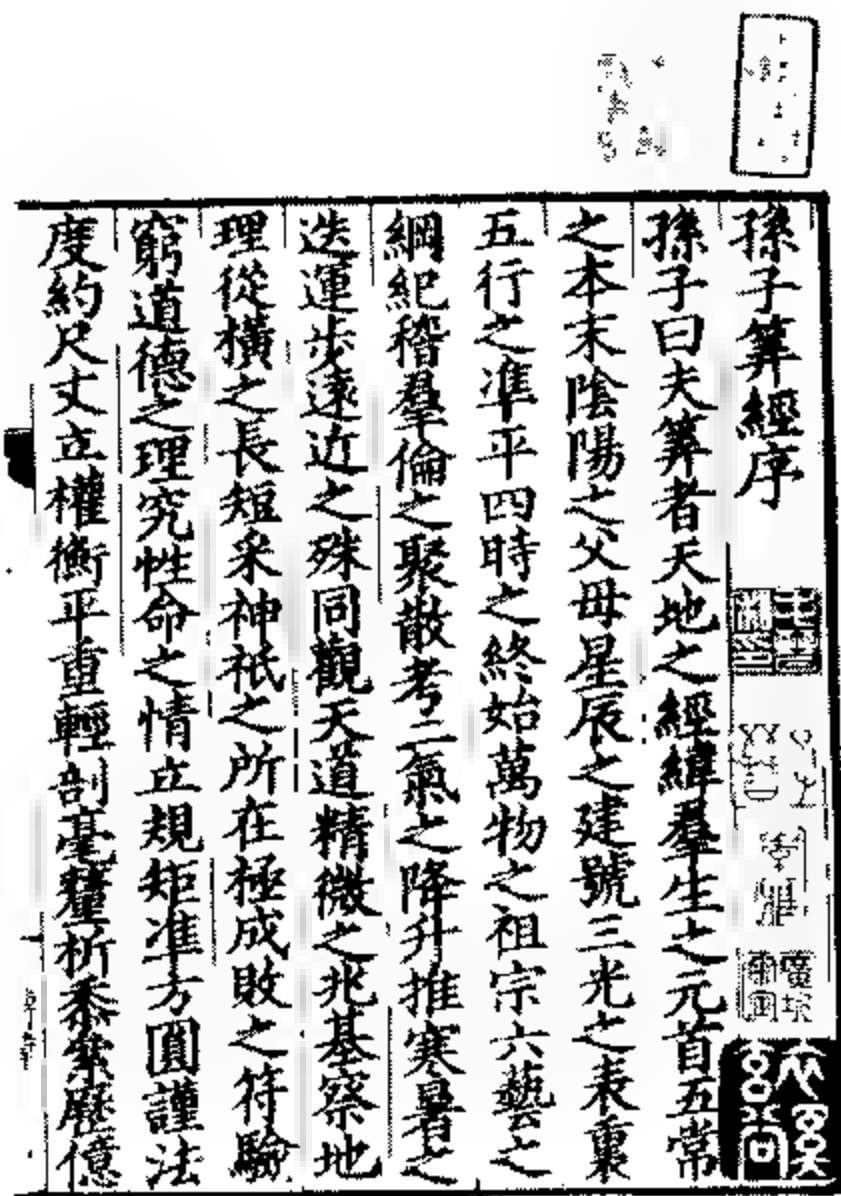 孫子筭經序
孫子曰夫筭者天地之經緯羣生之元首五常
之本末陰陽之父母星辰之建號三光之表裏
五行之準平四時之終始萬物之祖宗六藝之
綱紀稽羣倫之聚散考二氣之降升推寒暑之
迭運步遠近之殊同觀天道精微之兆基察地
理從橫之長短采神祇之所在極成敗之符驗
窮道德之理究性命之情立規矩準方圓謹法
度約尺丈立權衡平重輕剖毫釐析黍絫歷億